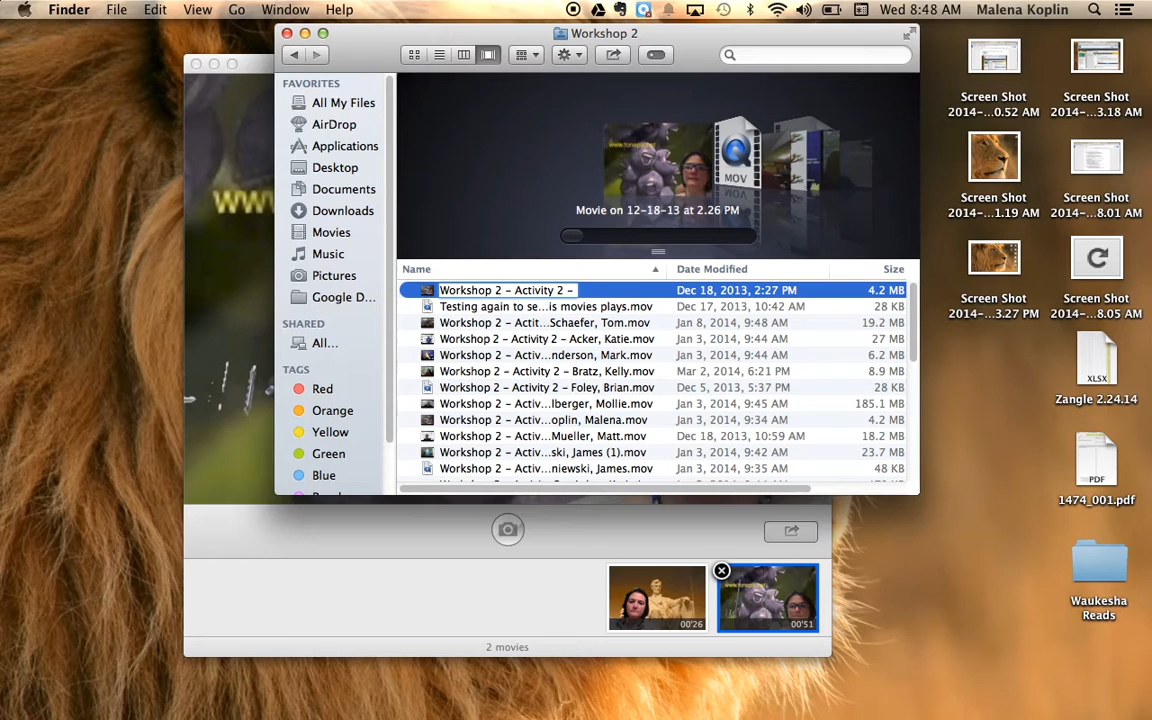 Finder File Edit View Go Window Help Wed 8:48 AM Malena Koplin
Workshop 2
FAVORITES
All My Files
AirDrop
Applications
Desktop
Documents
Downloads
Movies
Music
Pictures
Google D...
SHARED
All...
TAGS
Red
Orange
Yellow
Green
Blue
MOV
Movie on 12-18-13 at 2.26 PM
Name Date Modified Size
Workshop 2 - Activity 2 - Dec 18, 2013, 2:27 PM 4.2 MB
Testing again to se...is movies plays.mov Dec 17, 2013, 10:42 AM 28 KB
Workshop 2 - Actit...Schaefer, Tom.mov Jan 8, 2014, 9:48 AM 19.2 MB
Workshop 2 - Activity 2 - Acker, Katie.mov Jan 3, 2014, 9:44 AM 27 MB
Workshop 2 - Activ...nderson, Mark.mov Jan 3, 2014, 9:44 AM 6.2 MB
Workshop 2 - Activity 2 - Bratz, Kelly.mov Mar 2, 2014, 6:21 PM 8.9 MB
Workshop 2 - Activity 2 - Foley, Brian.mov Dec 5, 2013, 5:37 PM 28 KB
Workshop 2 - Activ...lberger, Mollie.mov Jan 3, 2014, 9:45 AM 185.1 MB
Workshop 2 - Activ...oplin, Malena.mov Jan 3, 2014, 9:34 AM 4.2 MB
Workshop 2 - Activ...Mueller, Matt.mov Dec 18, 2013, 10:59 AM 18.2 MB
Workshop 2 - Activ...ski, James (1).mov Jan 3, 2014, 9:42 AM 23.7 MB
Workshop 2 - Activ...niewski, James.mov Jan 3, 2014, 9:35 AM 48 KB
ww
00'26
00'51
2 movies
Screen Shot
2014-...0.52 AM
Screen Shot
2014-...3.18 AM
Screen Shot
2014-...1.19 AM
Screen Shot
2014-...8.01 AM
Screen Shot
2014-...3.27 PM
Screen Shot
2014-...8.05 AM
XLSX
Zangle 2.24.14
PDF
1474_001.pdf
Waukesha
Reads